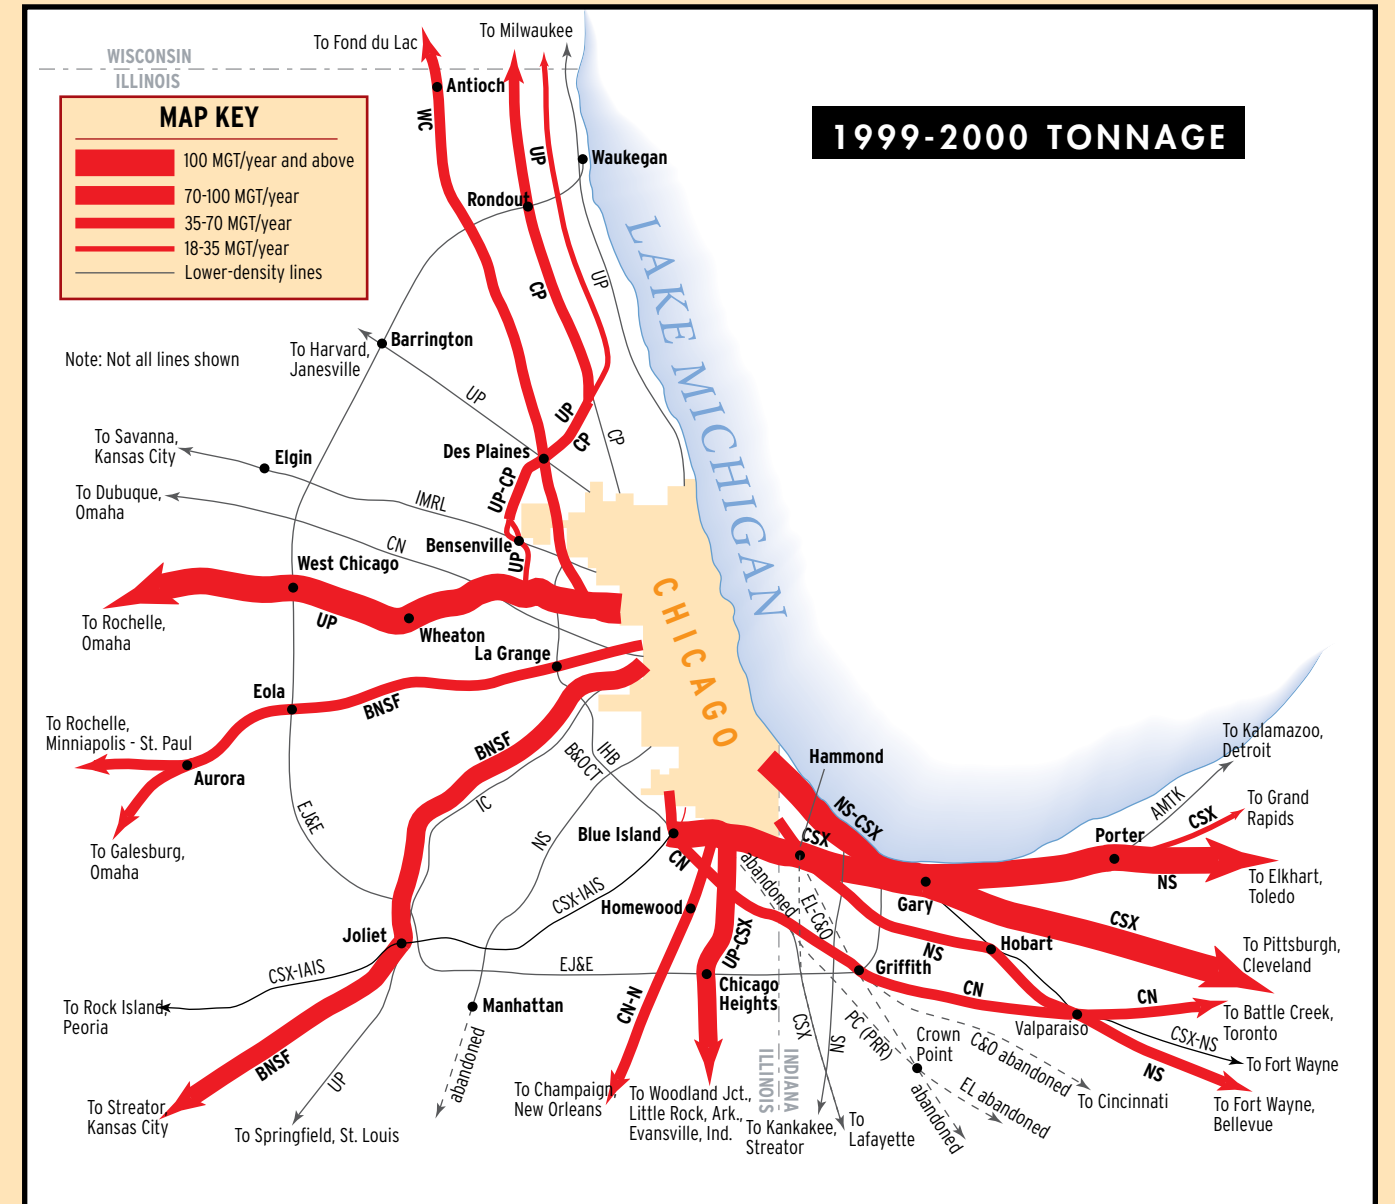 To Fond du Lac
To Milwaukee
WISCONSIN
ILLINOIS
Antioch
MAP KEY
100 MGT/year and above
70-100 MGT/year
35-70 MGT/year
18-35 MGT/year
Lower-density lines
1999-2000 TONNAGE
WC
UP
Waukegan
Rondout
UP
CP
LAKE MICHIGAN
Note: Not all lines shown
Barrington
To Harvard,
Janesville
UP
UP
CP
CP
To Savanna,
Kansas City
Elgin
Des Plaines
UP-CP
IMRL
To Dubuque,
Omaha
CN
Bensenville
UP
West Chicago
UP
To Rochelle,
Omaha
Wheaton
La Grange
CHICAGO
Eola
BNSF
To Rochelle,
Minniapolis - St. Paul
Aurora
BNSF
IHB
B&OCT
IC
EJ&E
NS
To Galesburg,
Omaha
Hammond
NS-CSX
To Kalamazoo,
Detroit
AMTK
CSX
To Grand
Rapids
Porter
NS
To Elkhart,
Toledo
Blue Island
CN
CSX
abandoned
EL-C&O
Gary
CSX
CSX-IAIS
Homewood
UP-CSX
NS
Hobart
To Pittsburgh,
Cleveland
Joliet
CSX-IAIS
EJ&E
Griffith
CN
CN
To Rock Island,
Peoria
Manhattan
abandoned
CN-N
Chicago
Heights
CSX
NS
PC (PRR)
Crown
Point
C&O abandoned
Valparaiso
To Battle Creek,
Toronto
CSX-NS
To Fort Wayne
NS
ILLINOIS
INDIANA
BNSF
UP
To Streator,
Kansas City
To Springfield, St. Louis
To Champaign,
New Orleans
To Woodland Jct.,
Little Rock, Ark.,
Evansville, Ind.
To Kankakee,
Streator
To
Lafayette
abandoned
EL abandoned
To Cincinnati
To Fort Wayne,
Bellevue